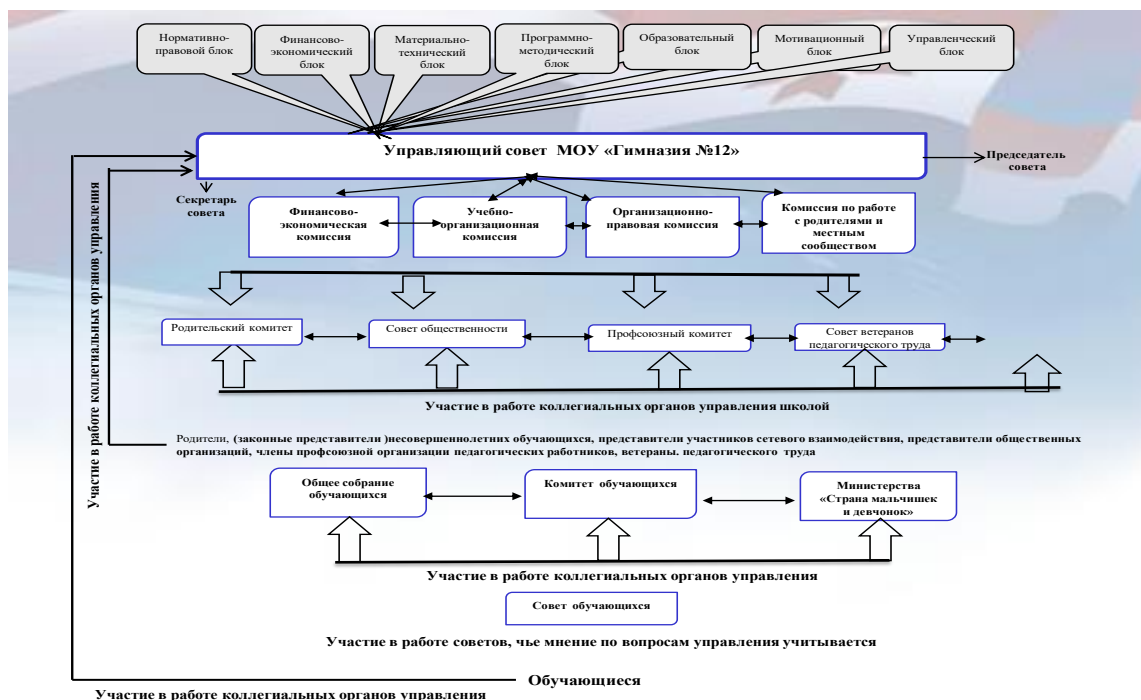 Нормативно-
правовой блок
Финансово-
экономический
блок
Материально-
технический
блок
Программно-
методический
блок
Образовательный
блок
Мотивационный
блок
Управленческий
блок
Управляющий совет МОУ «Гимназия №12»
Председатель
совета
Секретарь
совета
Финансово-
экономическая
комиссия
Учебно-
организационная
комиссия
Организационно-
правовая комиссия
Комиссия по работе
с родителями и
местным
сообществом
Родительский комитет
Совет общественности
Профсоюзный комитет
Совет ветеранов
педагогического труда
Участие в работе коллегиальных органов управления школой
Участие в работе коллегиальных органов управления
Родители, (законные представители )несовершеннолетних обучающихся, представители участников сетевого взаимодействия, представители общественных
организаций, члены профсоюзной организации педагогических работников, ветераны. педагогического труда
Общее собрание
обучающихся
Комитет обучающихся
Министерства
«Страна мальчишек
и девчонок»
Участие в работе коллегиальных органов управления
Совет обучающихся
Участие в работе советов, чье мнение по вопросам управления учитывается
Обучающиеся
Участие в работе коллегиальных органов управления